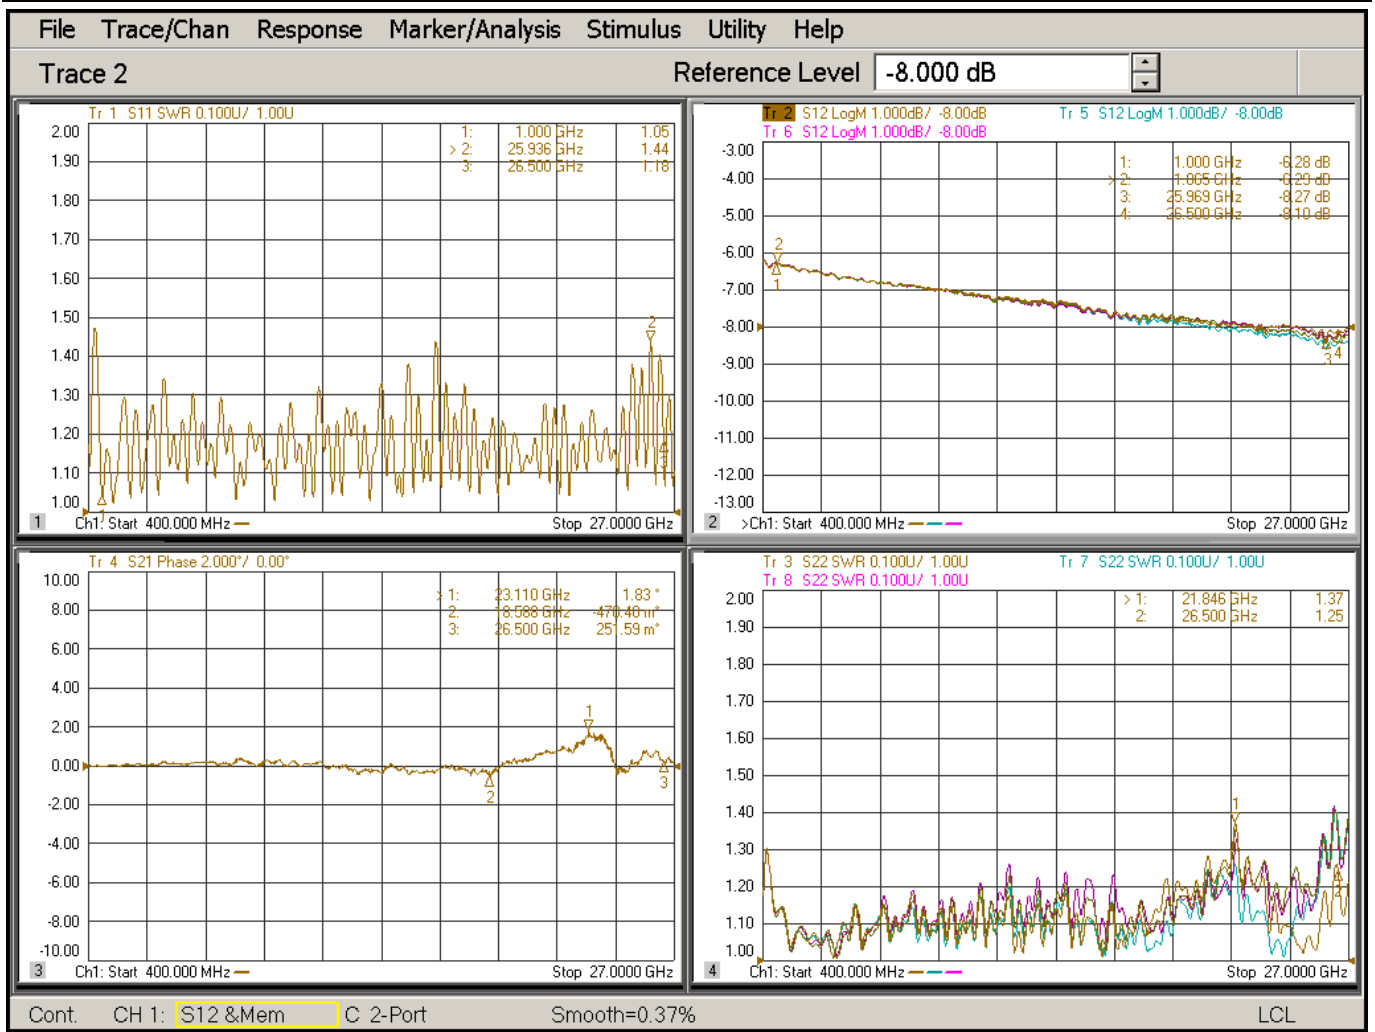 File Trace/Chan Response Marker/Analysis Stimulus Utility Help
Trace 2 Reference Level -8.000 dB
Tr 1 S11 SWR 0.100U/ 1.00U
1: 1.000 GHz 1.05
> 2: 25.936 GHz 1.44
3: 26.500 GHz 1.18
2.00
1.90
1.80
1.70
1.60
1.50
1.40
1.30
1.20
1.10
1.00
2
3
1
1 Ch1: Start 400.000 MHz Stop 27.0000 GHz
Tr 2 S12 LogM 1.000dB/ -8.00dB Tr 5 S12 LogM 1.000dB/ -8.00dB
Tr 6 S12 LogM 1.000dB/ -8.00dB
1: 1.000 GHz -6.28 dB
> 2: 1.065 GHz -6.29 dB
3: 25.969 GHz -8.27 dB
4: 26.500 GHz -8.10 dB
-3.00
-4.00
-5.00
-6.00
-7.00
-8.00
-9.00
-10.00
-11.00
-12.00
-13.00
2
1
3 4
2 >Ch1: Start 400.000 MHz Stop 27.0000 GHz
Tr 4 S21 Phase 2.000°/ 0.00°
> 1: 23.110 GHz 1.83 °
2: 18.588 GHz -470.40 m°
3: 26.500 GHz 251.59 m°
10.00
8.00
6.00
4.00
2.00
0.00
-2.00
-4.00
-6.00
-8.00
-10.00
1
2
3
3 Ch1: Start 400.000 MHz Stop 27.0000 GHz
Tr 3 S22 SWR 0.100U/ 1.00U Tr 7 S22 SWR 0.100U/ 1.00U
Tr 8 S22 SWR 0.100U/ 1.00U
> 1: 21.846 GHz 1.37
2: 26.500 GHz 1.25
2.00
1.90
1.80
1.70
1.60
1.50
1.40
1.30
1.20
1.10
1.00
1
2
4 Ch1: Start 400.000 MHz Stop 27.0000 GHz
Cont. CH 1: S12 &Mem C 2-Port Smooth=0.37% LCL